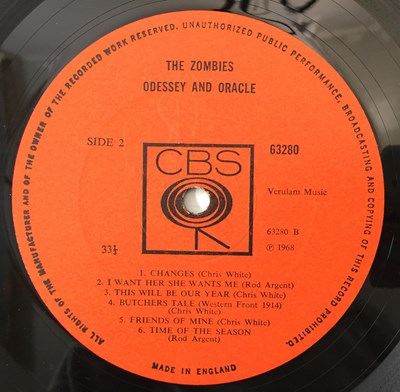 ALL RIGHTS OF THE MANUFACTURER AND OF THE OWNER OF THE RECORDED WORK RESERVED. UNAUTHORIZED PUBLIC PERFORMANCE, BROADCASTING AND COPYING OF THIS RECORD PROHIBITED.
THE ZOMBIES
ODESSEY AND ORACLE
SIDE 2
CBS
63280
Verulam Music
33⅓
63280 B
℗ 1968
1. CHANGES (Chris White)
2. I WANT HER SHE WANTS ME (Rod Argent)
3. THIS WILL BE OUR YEAR (Chris White)
4. BUTCHERS TALE (Western Front 1914)
(Chris White)
5. FRIENDS OF MINE (Chris White)
6. TIME OF THE SEASON
(Rod Argent)
MADE IN ENGLAND